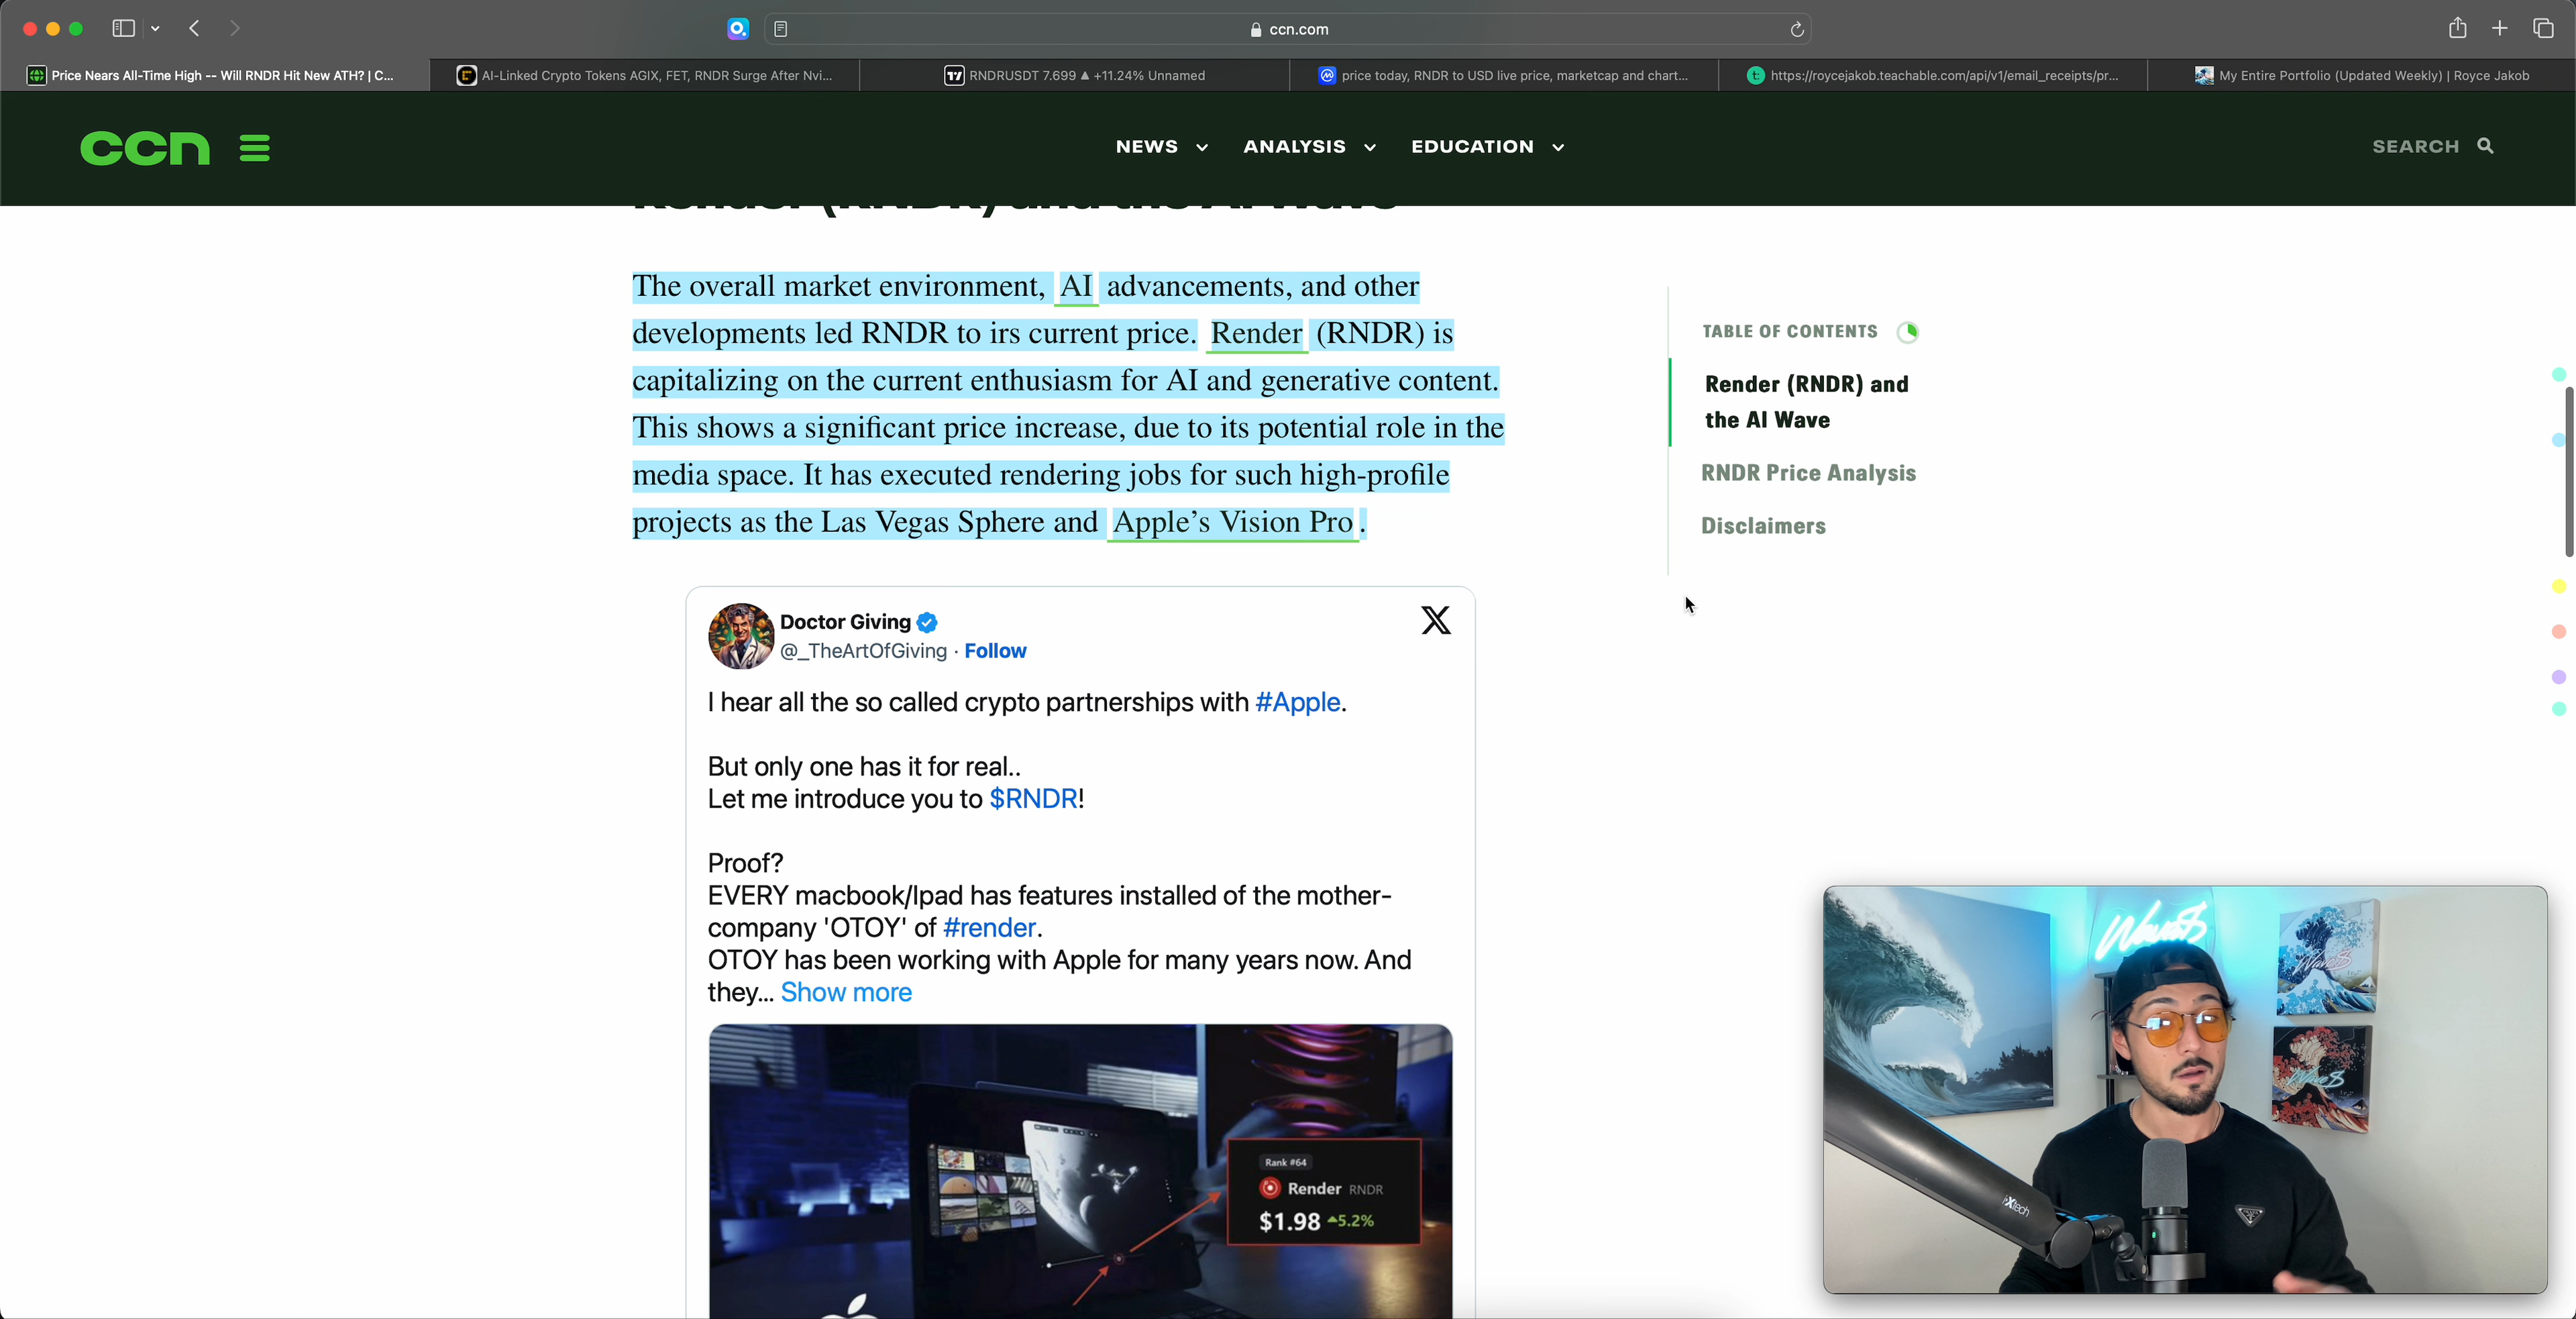 ccn.com
Price Nears All-Time High -- Will RNDR Hit New ATH? | C...
AI-Linked Crypto Tokens AGIX, FET, RNDR Surge After Nvi...
RNDRUSDT 7.699 ▲ +11.24% Unnamed
price today, RNDR to USD live price, marketcap and chart...
https://roycejakob.teachable.com/api/v1/email_receipts/pr...
My Entire Portfolio (Updated Weekly) | Royce Jakob
ccn
NEWS
ANALYSIS
EDUCATION
SEARCH
Render (RNDR) and the AI Wave
The overall market environment, AI advancements, and other
developments led RNDR to irs current price. Render (RNDR) is
capitalizing on the current enthusiasm for AI and generative content.
This shows a significant price increase, due to its potential role in the
media space. It has executed rendering jobs for such high-profile
projects as the Las Vegas Sphere and Apple’s Vision Pro.
TABLE OF CONTENTS
Render (RNDR) and
the AI Wave
RNDR Price Analysis
Disclaimers
Doctor Giving
@_TheArtOfGiving · Follow
I hear all the so called crypto partnerships with #Apple.
But only one has it for real..
Let me introduce you to $RNDR!
Proof?
EVERY macbook/Ipad has features installed of the mother-
company 'OTOY' of #render.
OTOY has been working with Apple for many years now. And
they... Show more
Rank #64
Render RNDR
$1.98 5.2%